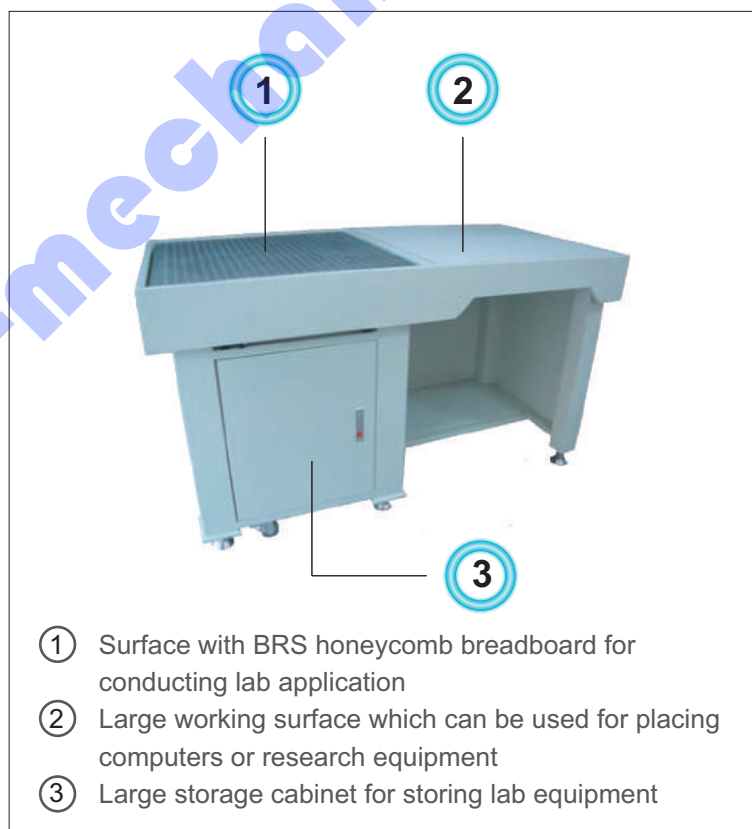 mechan
1
2
3
1 Surface with BRS honeycomb breadboard for
conducting lab application
2 Large working surface which can be used for placing
computers or research equipment
3 Large storage cabinet for storing lab equipment